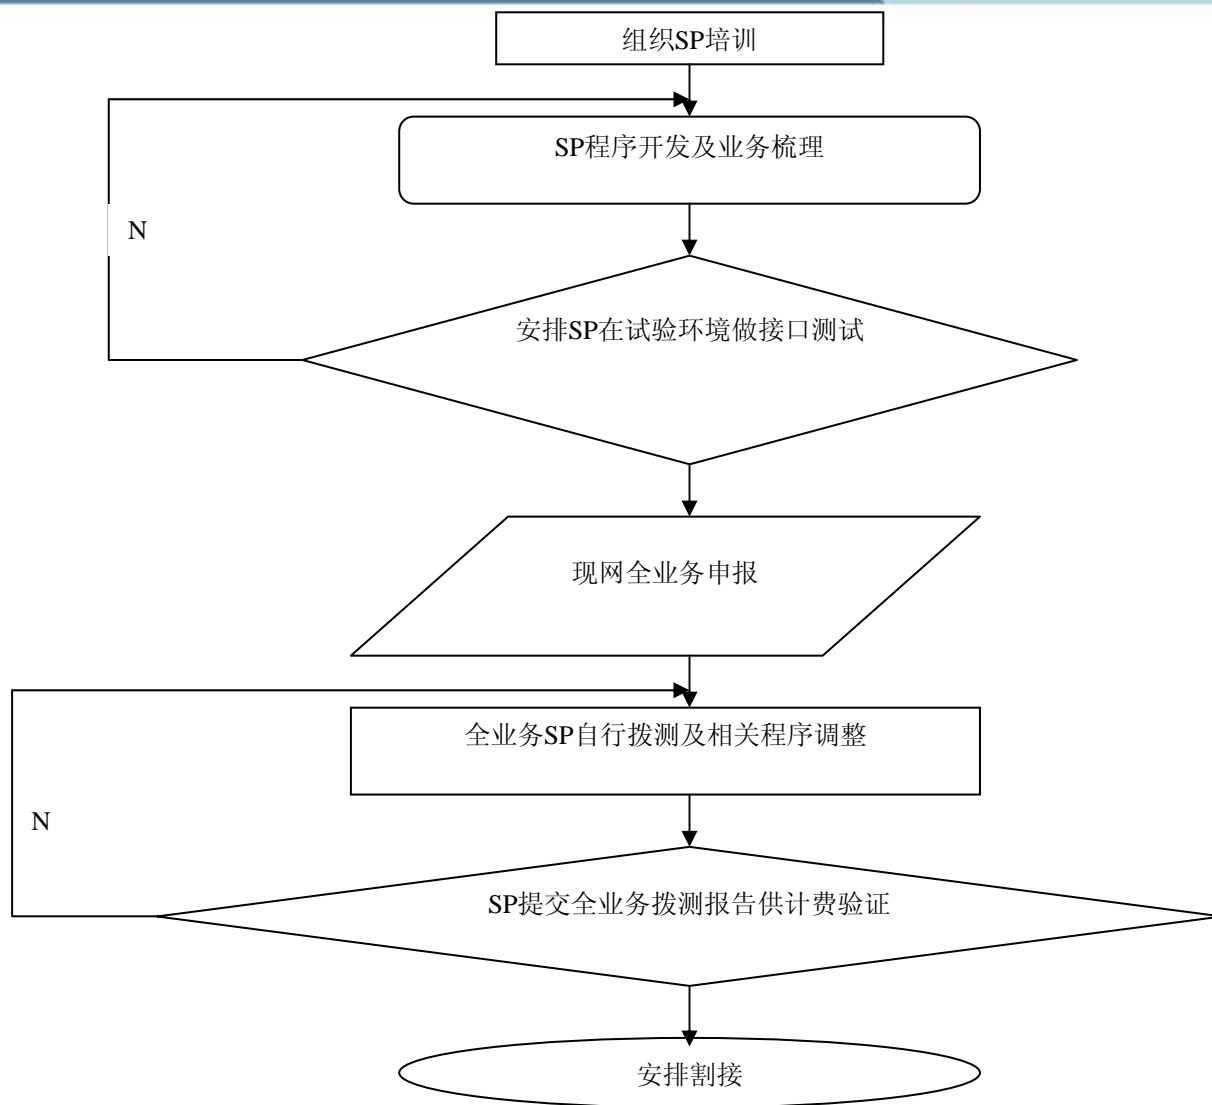 组织SP培训
SP程序开发及业务梳理
N
安排SP在试验环境做接口测试
现网全业务申报
全业务SP自行拨测及相关程序调整
N
SP提交全业务拨测报告供计费验证
安排割接